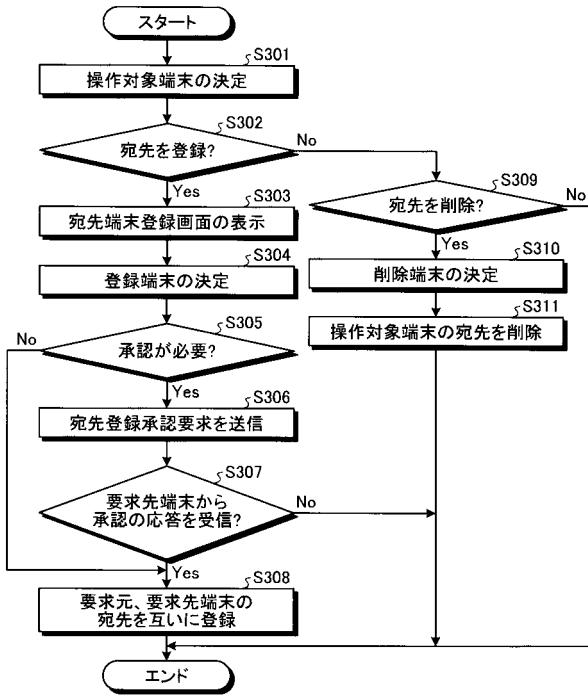 スタート
S301
操作対象端末の決定
S302
宛先を登録?
No
Yes
S303
宛先端末登録画面の表示
S304
登録端末の決定
S305
承認が必要?
No
Yes
S306
宛先登録承認要求を送信
S307
要求先端末から
承認の応答を受信?
No
Yes
S308
要求元、要求先端末の
宛先を互いに登録
S309
宛先を削除?
No
Yes
S310
削除端末の決定
S311
操作対象端末の宛先を削除
エンド